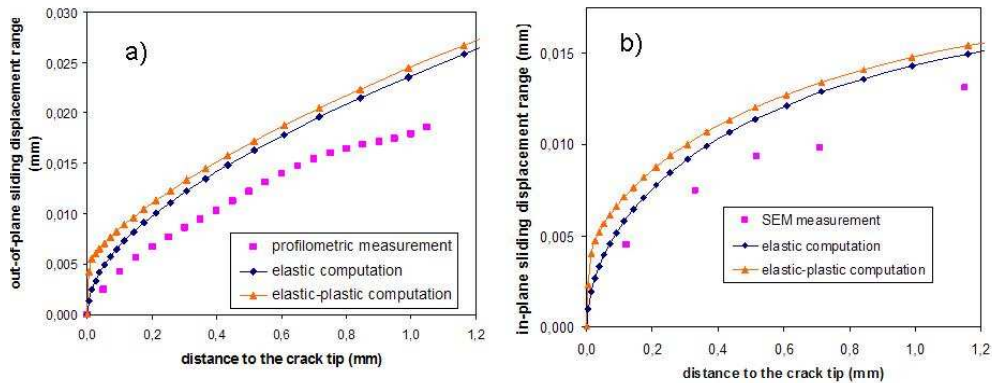 a)
out-of-plane sliding displacement range
(mm)
0,030
0,025
0,020
0,015
0,010
0,005
0,000
profilometric measurement
elastic computation
elastic-plastic computation
0,0 0,2 0,4 0,6 0,8 1,0 1,2
distance to the crack tip (mm)
b)
in-plane sliding displacement range (mm)
0,015
0,010
0,005
0,000
SEM measurement
elastic computation
elastic-plastic computation
0,0 0,2 0,4 0,6 0,8 1,0 1,2
distance to the crack tip (mm)